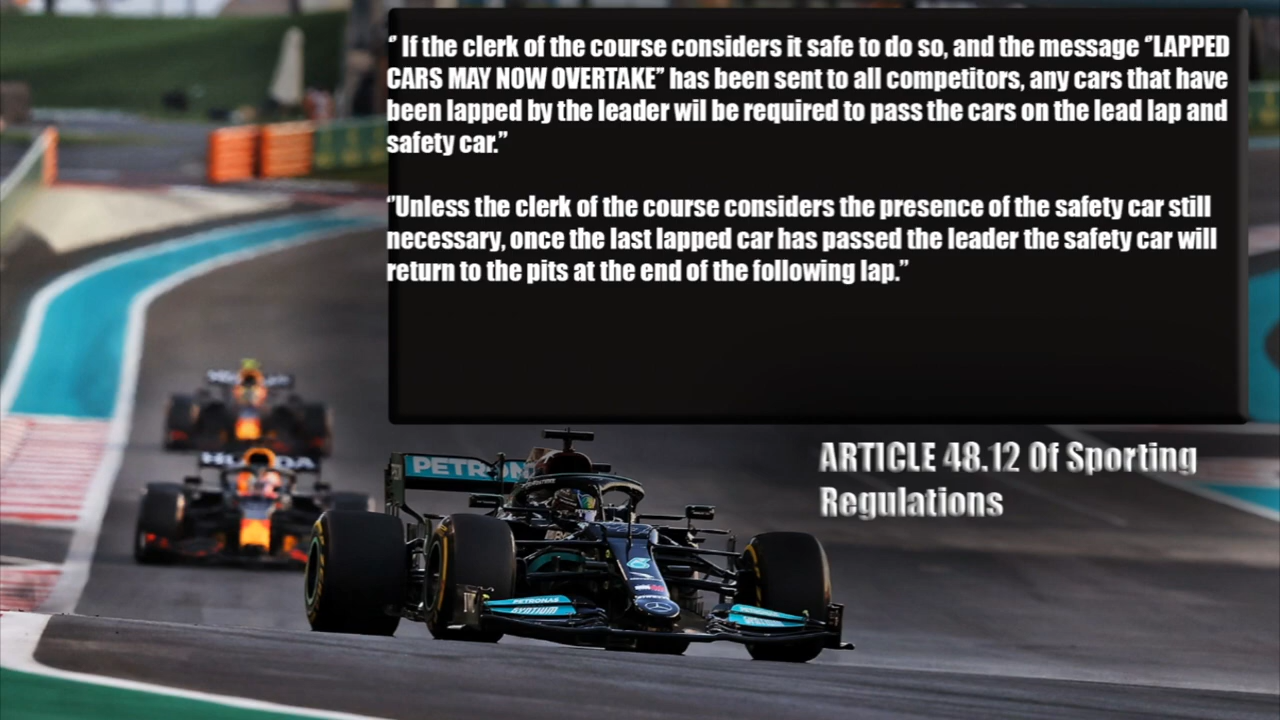 “ If the clerk of the course considers it safe to do so, and the message “LAPPED
CARS MAY NOW OVERTAKE” has been sent to all competitors, any cars that have
been lapped by the leader wil be required to pass the cars on the lead lap and
safety car.”
“Unless the clerk of the course considers the presence of the safety car still
necessary, once the last lapped car has passed the leader the safety car will
return to the pits at the end of the following lap.”
ARTICLE 48.12 Of Sporting
Regulations
HONDA
PETRONAS
PETRONAS
SYNTIUM